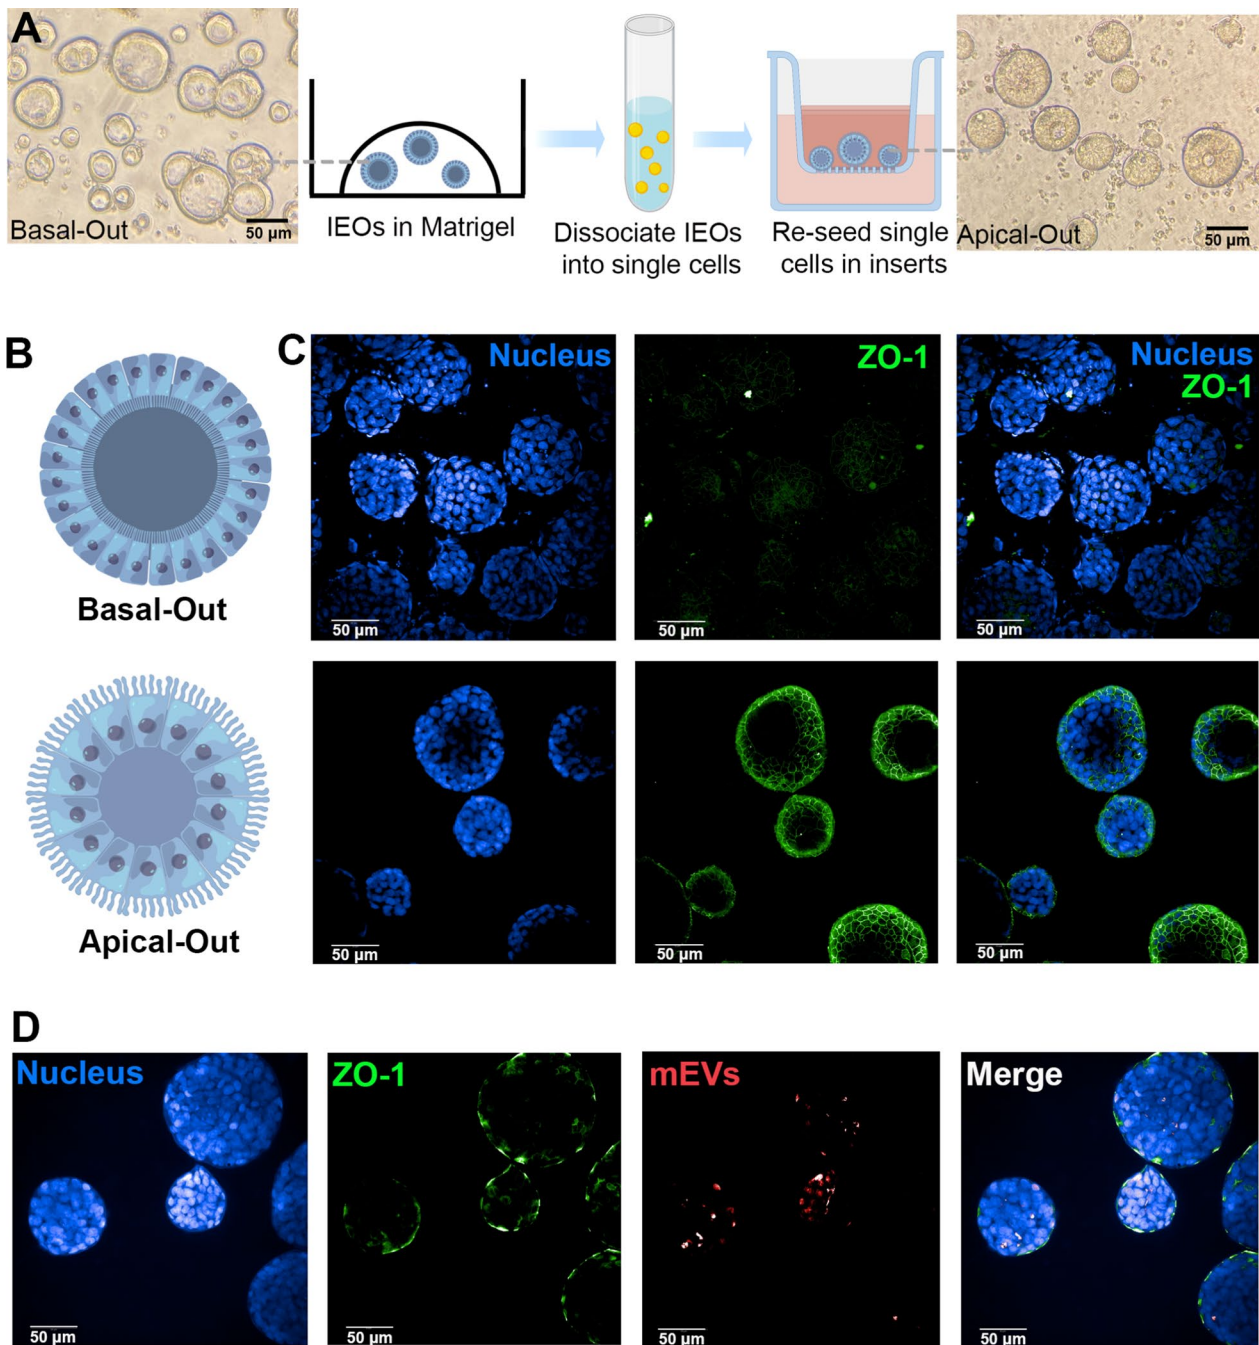 A
Basal-Out
50 µm
IEOs in Matrigel
Dissociate IEOs
into single cells
Re-seed single
cells in inserts
Apical-Out
50 µm
B
Basal-Out
Apical-Out
C
Nucleus
50 µm
ZO-1
50 µm
Nucleus
ZO-1
50 µm
50 µm
50 µm
50 µm
D
Nucleus
50 µm
ZO-1
50 µm
mEVs
50 µm
Merge
50 µm